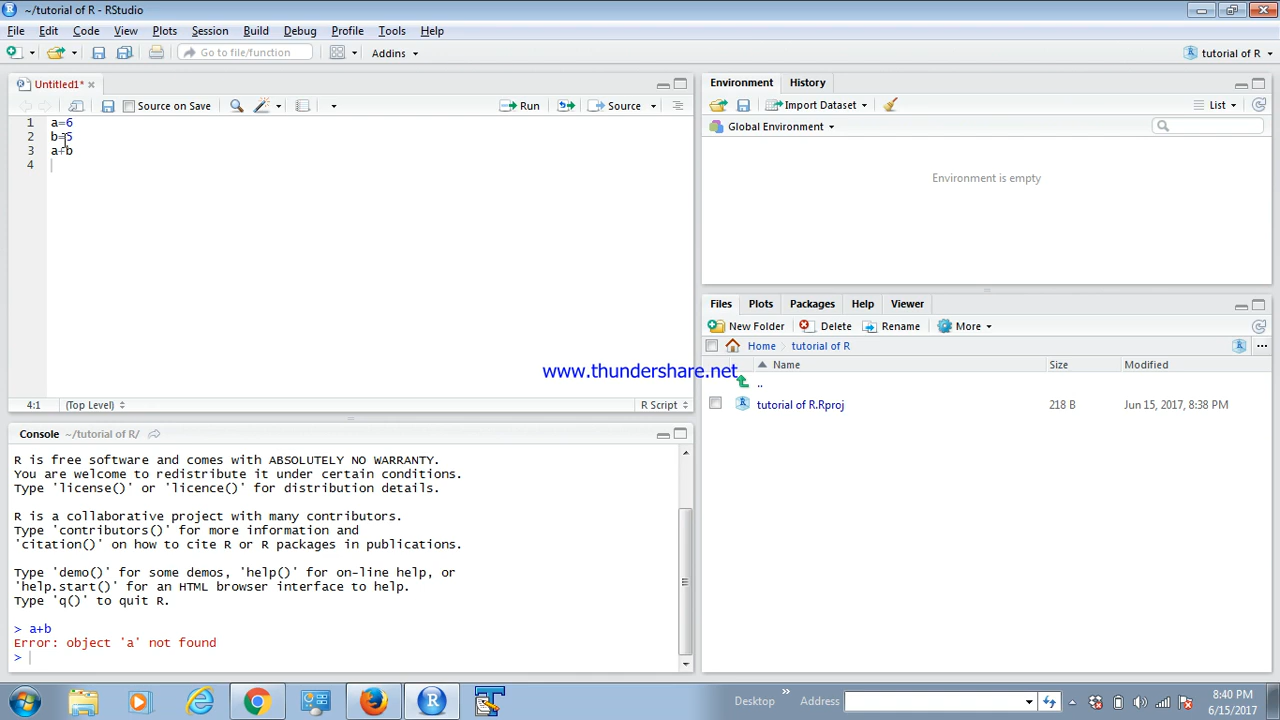 ~/tutorial of R - RStudio
File Edit Code View Plots Session Build Debug Profile Tools Help
Go to file/function Addins tutorial of R
Untitled1*
Source on Save Run Source
1 a=6
2 b=5
3 a+b
4
4:1 (Top Level) R Script
Console ~/tutorial of R/
R is free software and comes with ABSOLUTELY NO WARRANTY.
You are welcome to redistribute it under certain conditions.
Type 'license()' or 'licence()' for distribution details.
R is a collaborative project with many contributors.
Type 'contributors()' for more information and
'citation()' on how to cite R or R packages in publications.
Type 'demo()' for some demos, 'help()' for on-line help, or
'help.start()' for an HTML browser interface to help.
Type 'q()' to quit R.
> a+b
Error: object 'a' not found
>
Environment History
Import Dataset List
Global Environment
Environment is empty
Files Plots Packages Help Viewer
New Folder Delete Rename More
Home tutorial of R
Name Size Modified
..
tutorial of R.Rproj 218 B Jun 15, 2017, 8:38 PM
www.thundershare.net
Desktop » Address
8:40 PM
6/15/2017